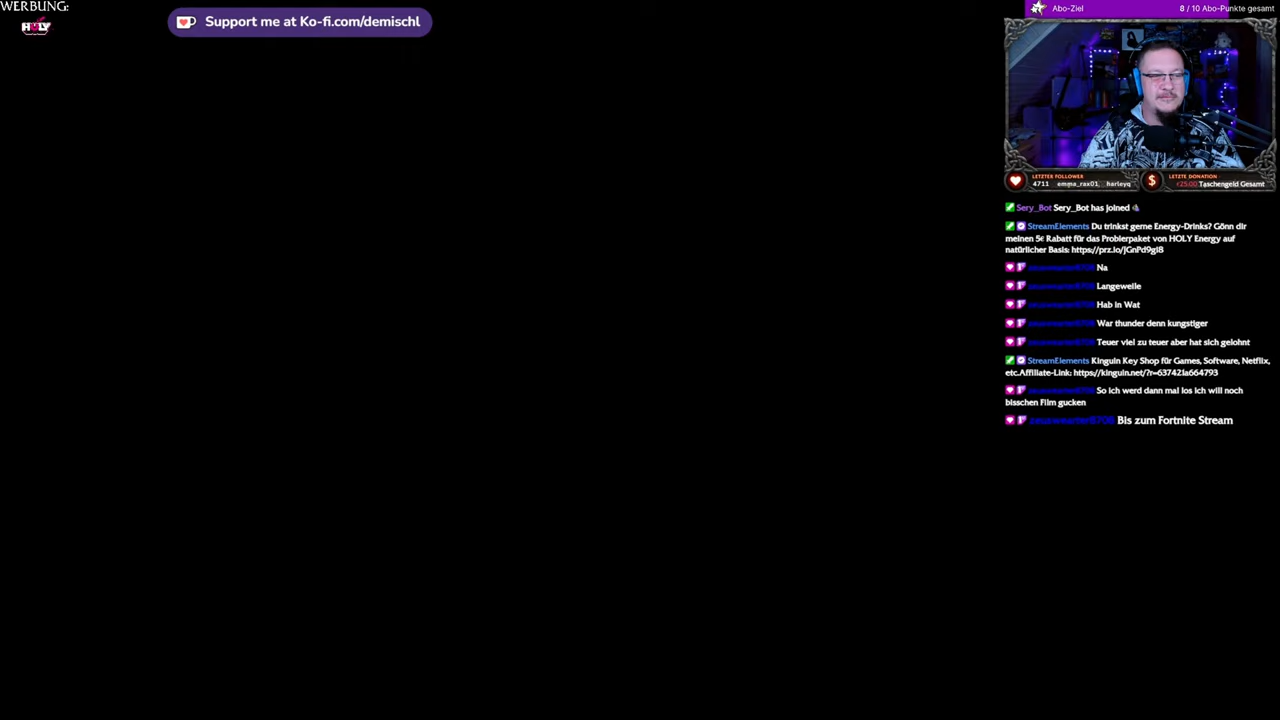 WERBUNG:
HOLY
Support me at Ko-fi.com/demischl
Abo-Ziel
8 / 10 Abo-Punkte gesamt
LETZTER FOLLOWER
4711 emma_rax01, harleyq
LETZTE DONATION
Taschengeld Gesamt
Sery_Bot Sery_Bot has joined
StreamElements Du trinkst gerne Energy-Drinks? Gönn dir
meinen 5€ Rabatt für das Probierpaket von HOLY Energy auf
natürlicher Basis: https://prz.io/JGnPd9gi8
Na
Langeweile
Hab in Wat
War thunder denn kungstiger
Teuer viel zu teuer aber hat sich gelohnt
StreamElements Kinguin Key Shop für Games, Software, Netflix,
etc.Affiliate-Link: https://kinguin.net/?r=637421a664793
So ich werd dann mal los ich will noch
bisschen Film gucken
Bis zum Fortnite Stream